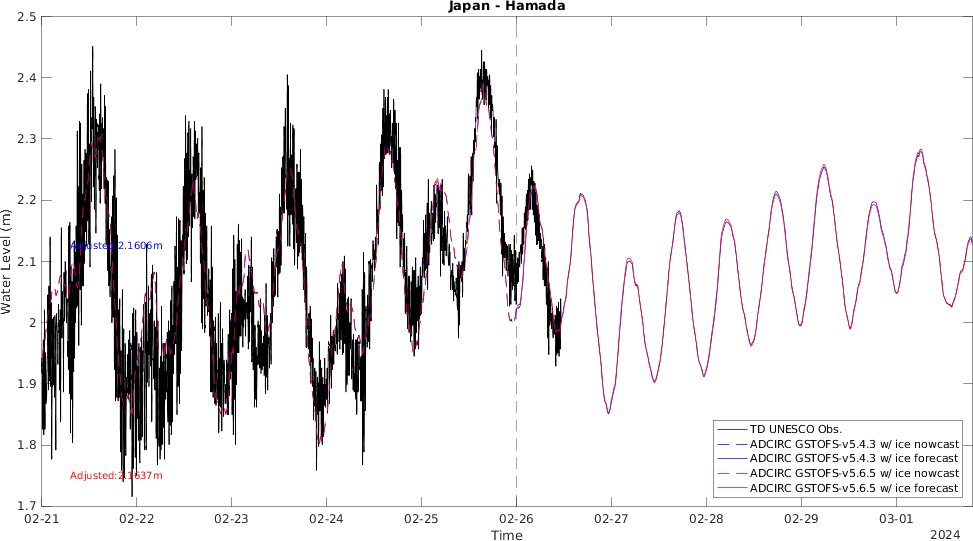 Japan - Hamada
2.5
2.4
2.3
2.2
2.1
2
1.9
1.8
1.7
Water Level (m)
Adjusted:2.1606m
Adjusted:2.1637m
TD UNESCO Obs.
ADCIRC GSTOFS-v5.4.3 w/ ice nowcast
ADCIRC GSTOFS-v5.4.3 w/ ice forecast
ADCIRC GSTOFS-v5.6.5 w/ ice nowcast
ADCIRC GSTOFS-v5.6.5 w/ ice forecast
02-21 02-22 02-23 02-24 02-25 02-26 02-27 02-28 02-29 03-01
Time
2024